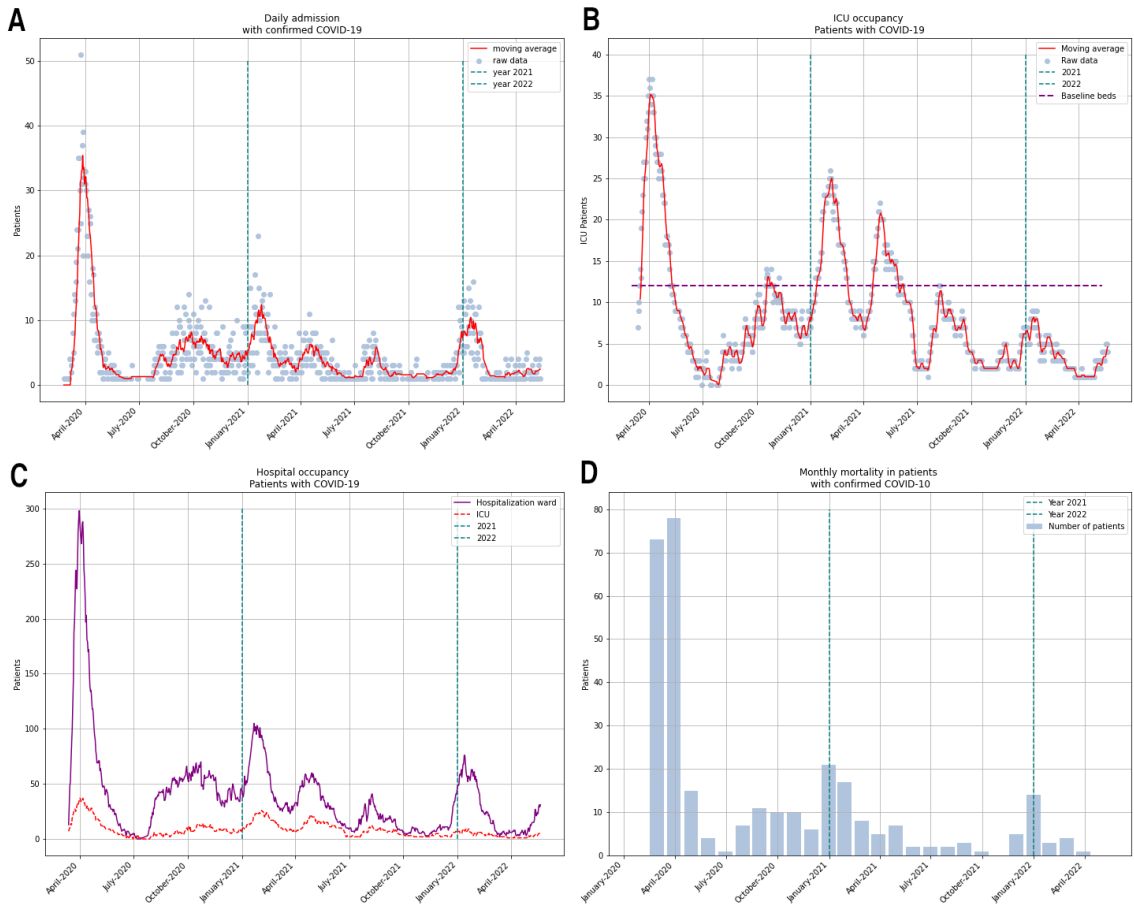 A
Daily admission
with confirmed COVID-19
moving average
raw data
year 2021
year 2022
Patients
50
40
30
20
10
0
April-2020
July-2020
October-2020
January-2021
April-2021
July-2021
October-2021
January-2022
April-2022
B
ICU occupancy
Patients with COVID-19
Moving average
Raw data
2021
2022
Baseline beds
ICU Patients
40
35
30
25
20
15
10
5
0
April-2020
July-2020
October-2020
January-2021
April-2021
July-2021
October-2021
January-2022
April-2022
C
Hospital occupancy
Patients with COVID-19
Hospitalization ward
ICU
2021
2022
Patients
300
250
200
150
100
50
0
April-2020
July-2020
October-2020
January-2021
April-2021
July-2021
October-2021
January-2022
April-2022
D
Monthly mortality in patients
with confirmed COVID-10
Year 2021
Year 2022
Number of patients
Patients
80
70
60
50
40
30
20
10
0
January-2020
April-2020
July-2020
October-2020
January-2021
April-2021
July-2021
October-2021
January-2022
April-2022